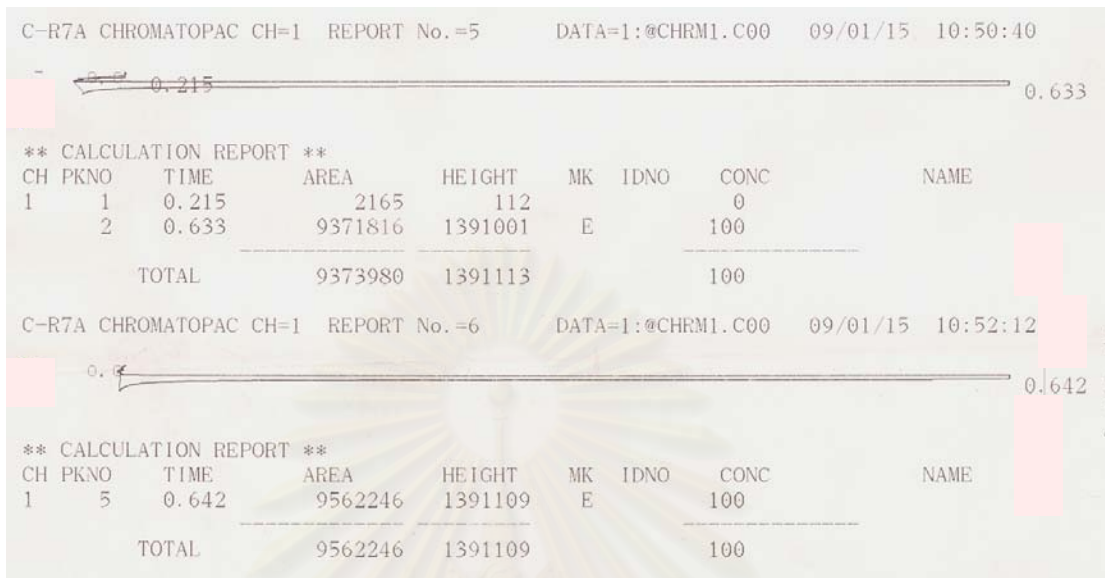 C-R7A CHROMATOPAC CH=1 REPORT No.=5 DATA=1:@CHRM1.C00 09/01/15 10:50:40
0.215
0.633
** CALCULATION REPORT **
CH PKNO TIME AREA HEIGHT MK IDNO CONC NAME
1 1 0.215 2165 112 0
2 0.633 9371816 1391001 E 100
TOTAL 9373980 1391113 100
C-R7A CHROMATOPAC CH=1 REPORT No.=6 DATA=1:@CHRM1.C00 09/01/15 10:52:12
0.642
** CALCULATION REPORT **
CH PKNO TIME AREA HEIGHT MK IDNO CONC NAME
1 5 0.642 9562246 1391109 E 100
TOTAL 9562246 1391109 100